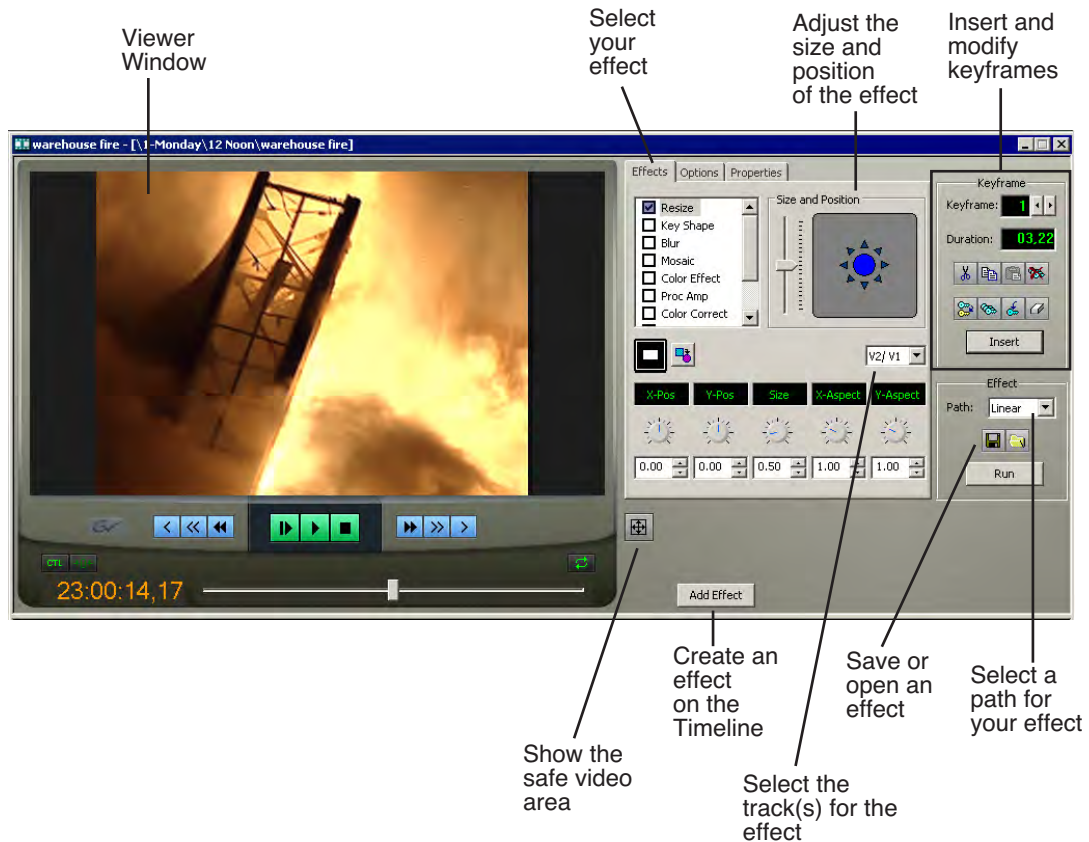 Viewer
Window
Select
your
effect
Adjust the
size and
position
of the effect
Insert and
modify
keyframes
warehouse fire - [\1-Monday\12 Noon\warehouse fire]
Effects
Options
Properties
Resize
Key Shape
Blur
Mosaic
Color Effect
Proc Amp
Color Correct
Size and Position
V2/ V1
X-Pos
Y-Pos
Size
X-Aspect
Y-Aspect
0.00
0.00
0.50
1.00
1.00
Keyframe
Keyframe: 1
Duration: 03,22
Insert
Effect
Path: Linear
Run
GV
CTL
23:00:14,17
Add Effect
Create an
effect
on the
Timeline
Save or
open an
effect
Select a
path for
your effect
Show the
safe video
area
Select the
track(s) for the
effect